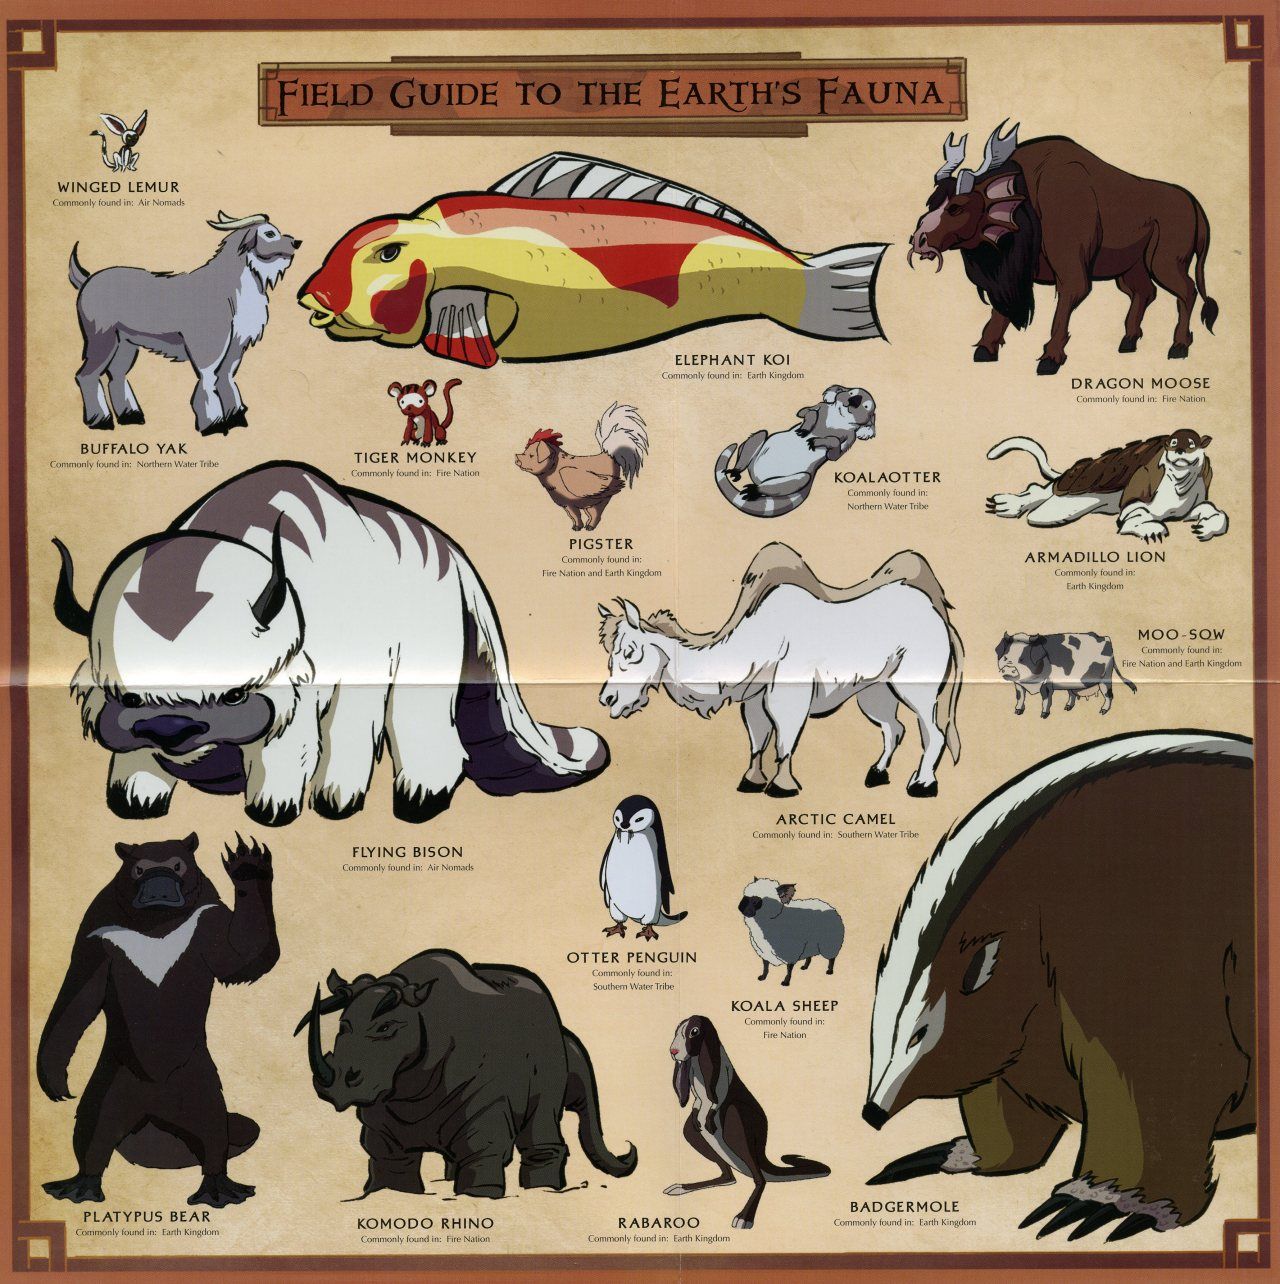 FIELD GUIDE TO THE EARTH'S FAUNA
WINGED LEMUR
Commonly found in: Air Nomads
ELEPHANT KOI
Commonly found in: Earth Kingdom
DRAGON MOOSE
Commonly found in: Fire Nation
BUFFALO YAK
Commonly found in: Northern Water Tribe
TIGER MONKEY
Commonly found in: Fire Nation
PIGSTER
Commonly found in:
Fire Nation and Earth Kingdom
KOALAOTTER
Commonly found in:
Northern Water Tribe
ARMADILLO LION
Commonly found in:
Earth Kingdom
MOO-SOW
Commonly found in:
Fire Nation and Earth Kingdom
FLYING BISON
Commonly found in: Air Nomads
ARCTIC CAMEL
Commonly found in: Southern Water Tribe
OTTER PENGUIN
Commonly found in:
Southern Water Tribe
KOALA SHEEP
Commonly found in:
Fire Nation
PLATYPUS BEAR
Commonly found in: Earth Kingdom
KOMODO RHINO
Commonly found in: Fire Nation
RABAROO
Commonly found in: Earth Kingdom
BADGERMOLE
Commonly found in: Earth Kingdom